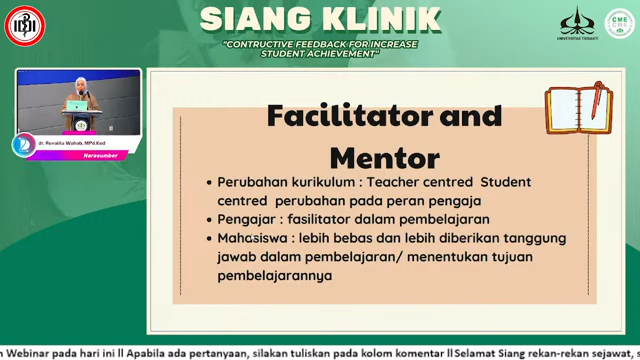 SIANG KLINIK
"CONTRUCTIVE FEEDBACK FOR INCREASE
STUDENT ACHIEVEMENT"
UNIVERSITAS TRISAKTI
CME
dr. Revalita Wahab, MPd.Ked
Narasumber
Facilitator and
Mentor
• Perubahan kurikulum : Teacher centred Student
centred perubahan pada peran pengaja
• Pengajar : fasilitator dalam pembelajaran
• Mahasiswa : lebih bebas dan lebih diberikan tanggung
jawab dalam pembelajaran/ menentukan tujuan
pembelajarannya
Webinar pada hari ini ll Apabila ada pertanyaan, silakan tuliskan pada kolom komentar ll Selamat Siang rekan-rekan sejawat,